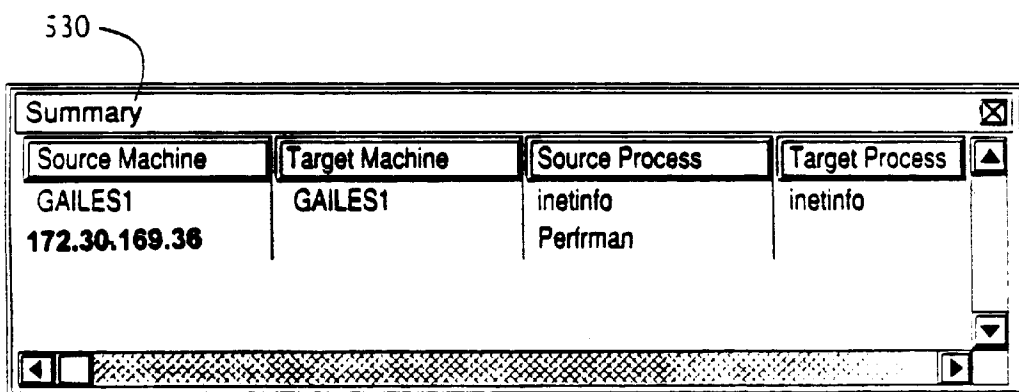 530
Summary
Source Machine Target Machine Source Process Target Process
GAILES1 GAILES1 inetinfo inetinfo
172.30.169.36 Perfrman